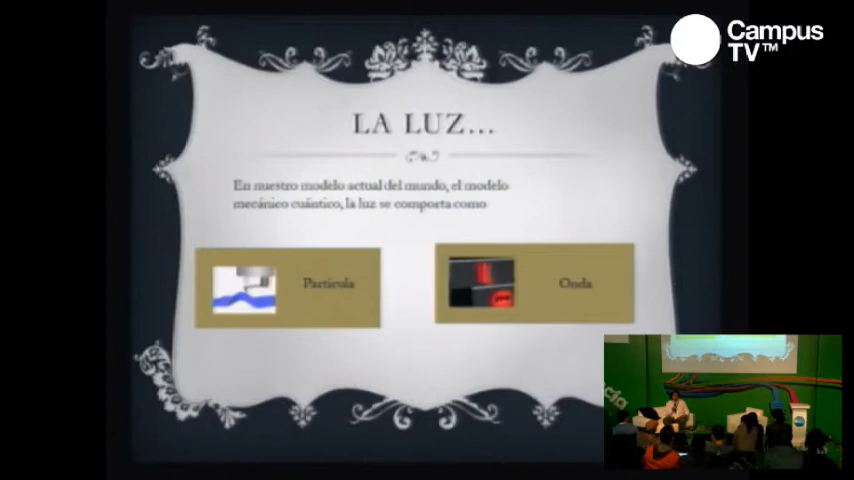 Campus
TV™
LA LUZ...
En nuestro modelo actual del mundo, el modelo
mecánico cuántico, la luz se comporta como
Partícula
Onda
cía